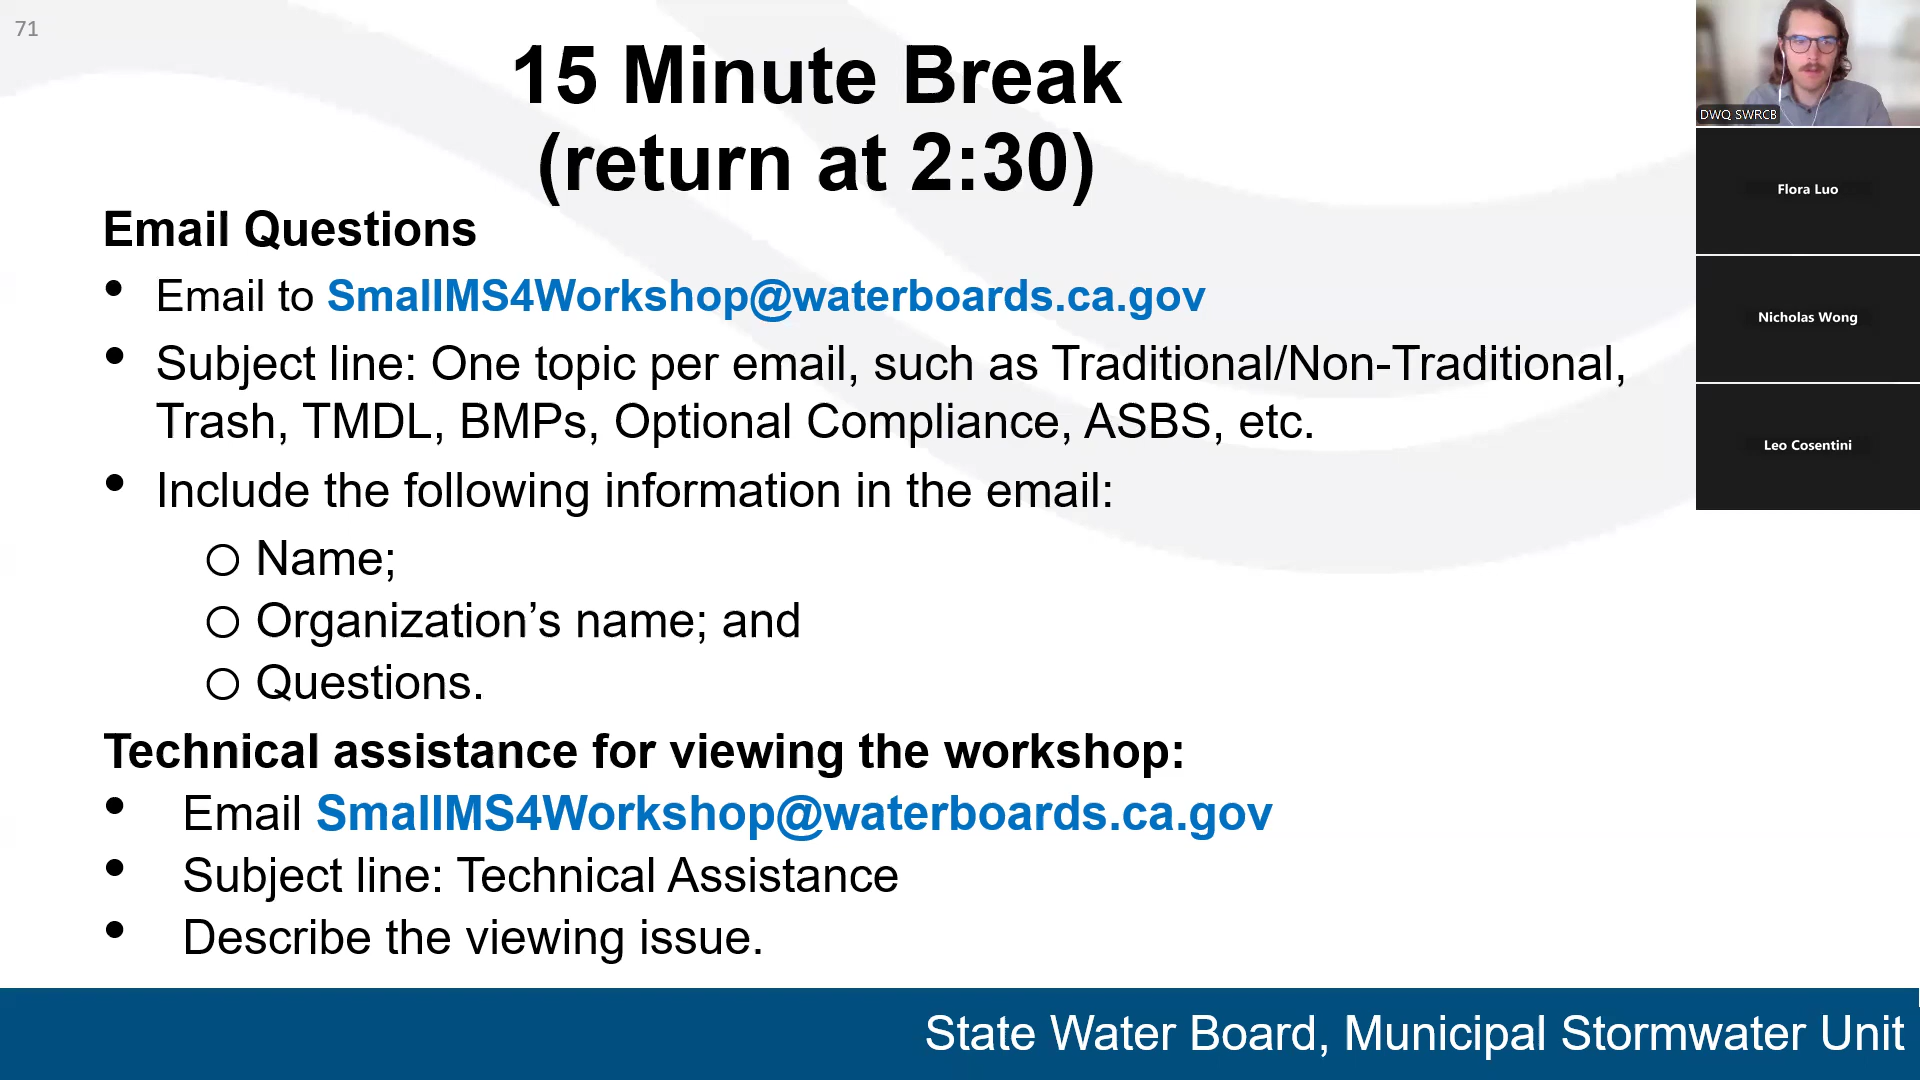 71
15 Minute Break
(return at 2:30)
Email Questions
• Email to SmallMS4Workshop@waterboards.ca.gov
• Subject line: One topic per email, such as Traditional/Non-Traditional,
Trash, TMDL, BMPs, Optional Compliance, ASBS, etc.
• Include the following information in the email:
○ Name;
○ Organization’s name; and
○ Questions.
Technical assistance for viewing the workshop:
• Email SmallMS4Workshop@waterboards.ca.gov
• Subject line: Technical Assistance
• Describe the viewing issue.
State Water Board, Municipal Stormwater Unit
DWQ SWRCB
Flora Luo
Nicholas Wong
Leo Cosentini